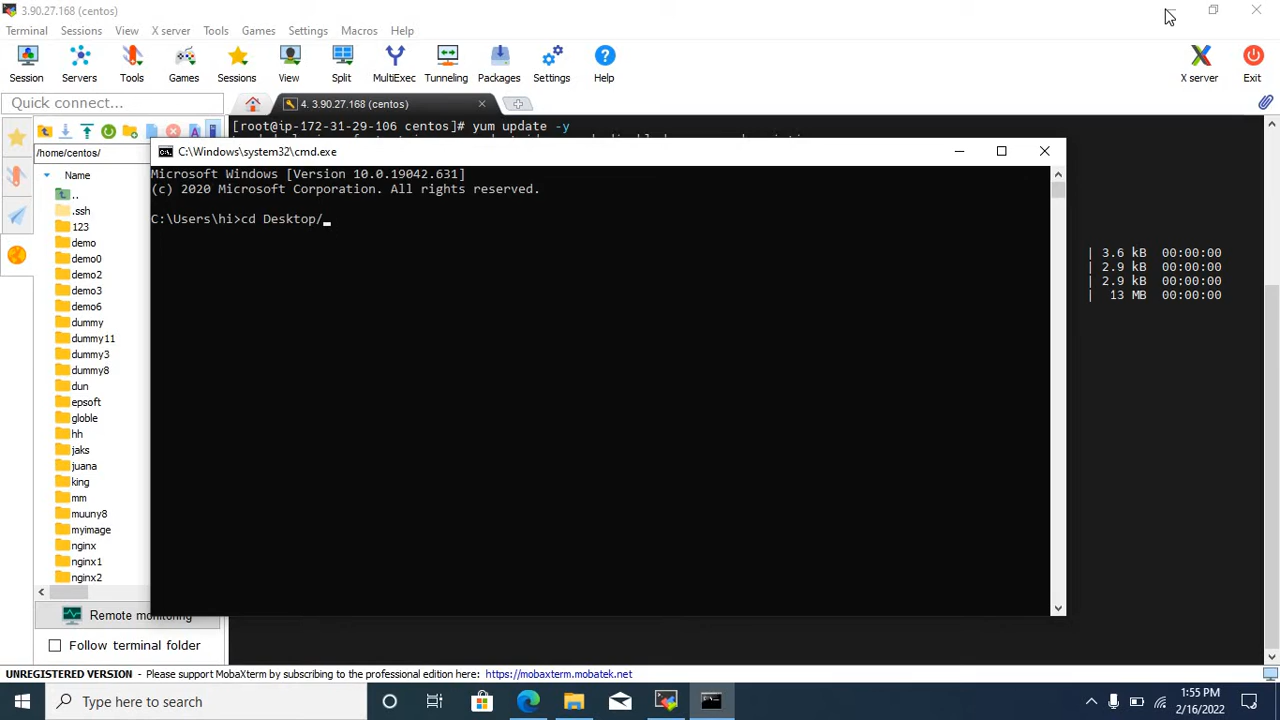 3.90.27.168 (centos)
Terminal Sessions View X server Tools Games Settings Macros Help
Session Servers Tools Games Sessions View Split MultiExec Tunneling Packages Settings Help X server Exit
Quick connect...
4. 3.90.27.168 (centos)
[root@ip-172-31-29-106 centos]# yum update -y
/home/centos/
C:\Windows\system32\cmd.exe
Microsoft Windows [Version 10.0.19042.631]
(c) 2020 Microsoft Corporation. All rights reserved.
C:\Users\hi>cd Desktop/
Name
..
.ssh
123
demo
demo0
demo2
demo3
demo6
dummy
dummy11
dummy3
dummy8
dun
epsoft
globle
hh
jaks
juana
king
mm
muuny8
myimage
nginx
nginx1
nginx2
| 3.6 kB 00:00:00
| 2.9 kB 00:00:00
| 2.9 kB 00:00:00
| 13 MB 00:00:00
Remote monitoring
Follow terminal folder
UNREGISTERED VERSION - Please support MobaXterm by subscribing to the professional edition here: https://mobaxterm.mobatek.net
Type here to search
1:55 PM
2/16/2022